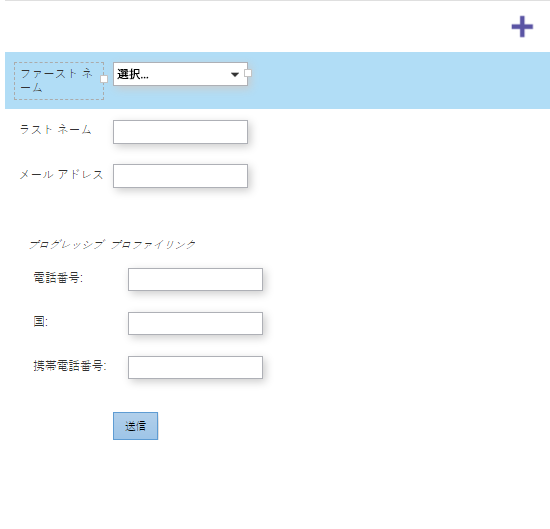 ファースト ネ
ーム
選択...
ラスト ネーム
メール アドレス
プログレッシブ プロファイリング
電話番号:
国:
携帯電話番号:
送信